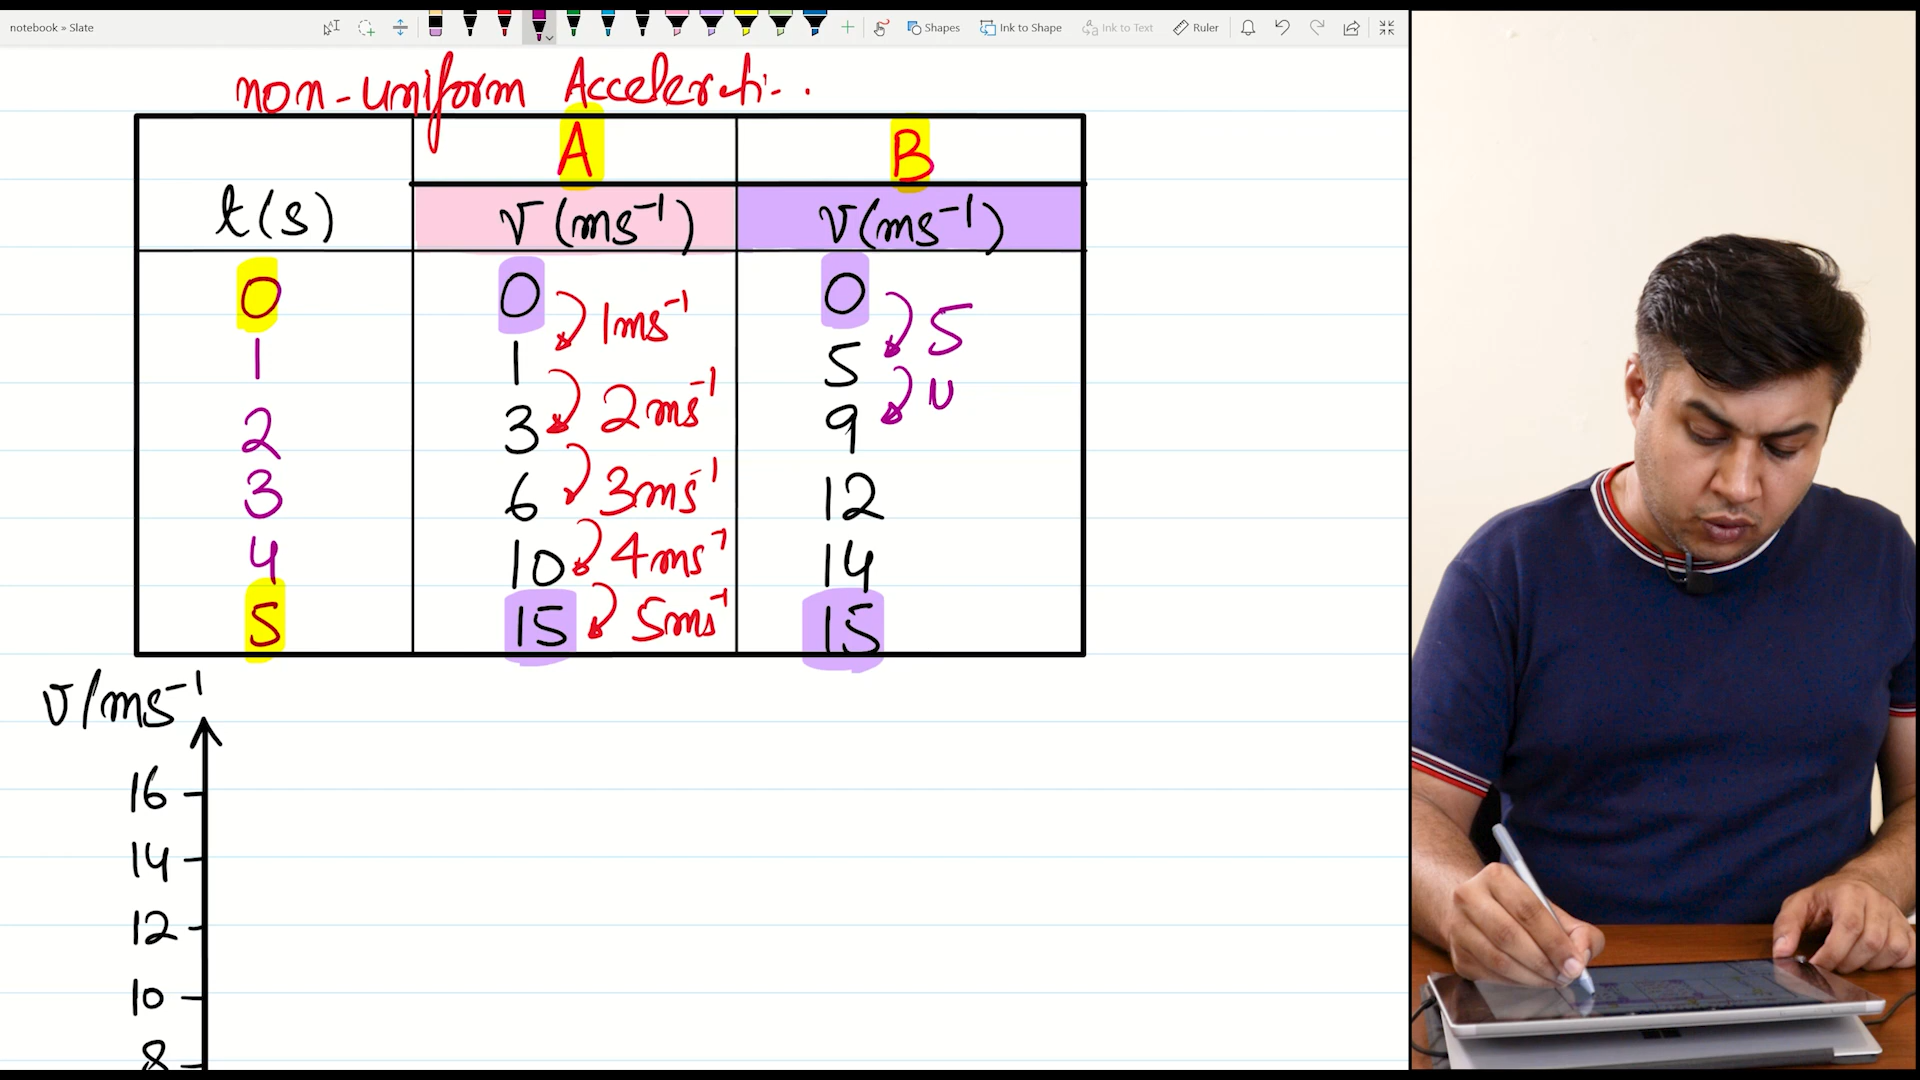 notebook » Slate
Shapes Ink to Shape Ink to Text Ruler
non-uniform Accelerati..
A B
t(s) v (ms⁻¹) v(ms⁻¹)
0 0 1ms⁻¹ 0 5
1 1 2ms⁻¹ 5
2 3 3ms⁻¹ 9
3 6 4ms⁻¹ 12
4 10 5ms⁻¹ 14
5 15 15
v/ms⁻¹
16
14
12
10
8